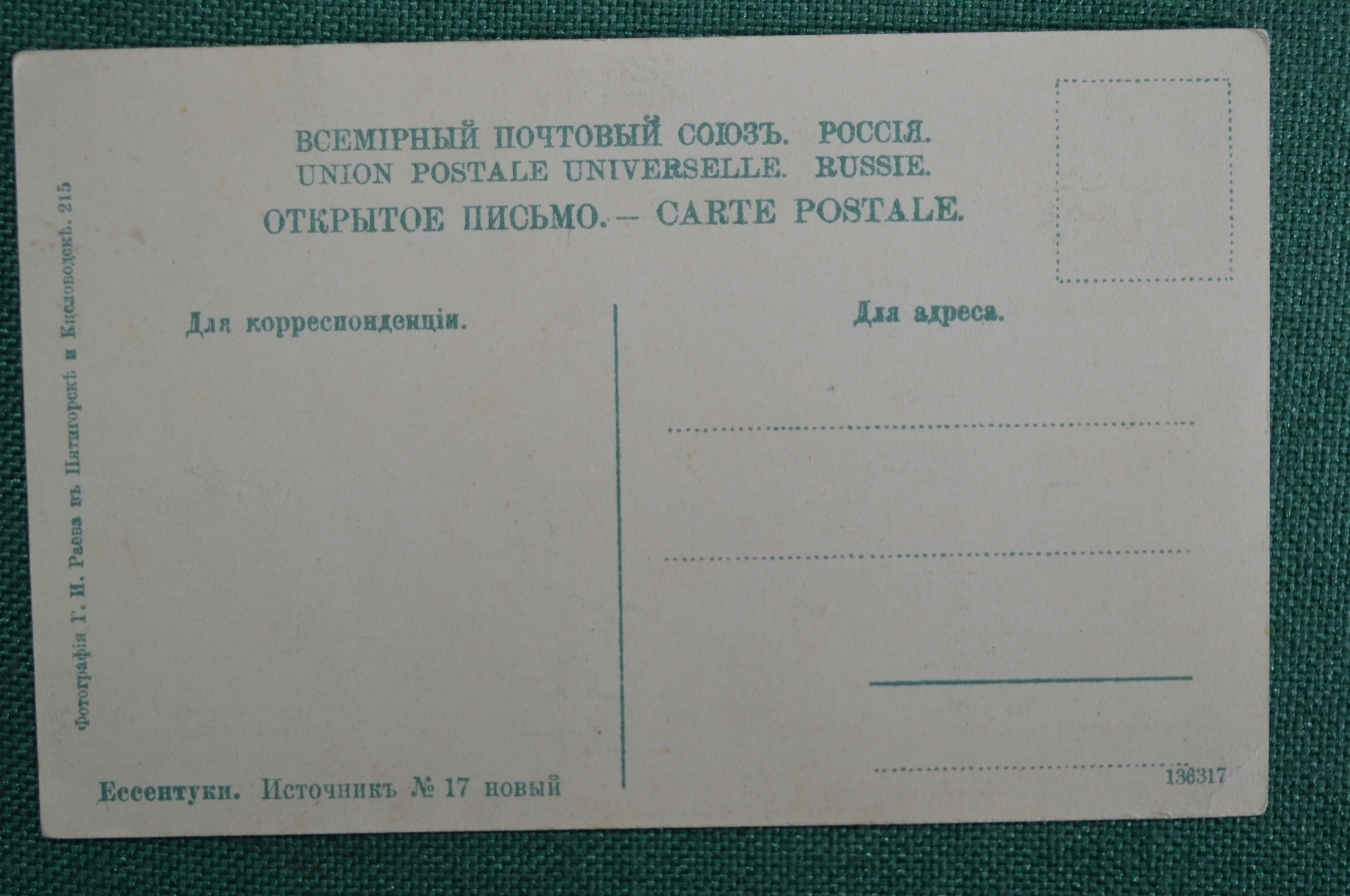 ВСЕМІРНЫЙ ПОЧТОВЫЙ СОЮЗЪ. РОССІЯ.
UNION POSTALE UNIVERSELLE. RUSSIE.
ОТКРЫТОЕ ПИСЬМО. — CARTE POSTALE.
Для корреспонденціи.
Для адреса.
Фотографія Г. И. Раева въ Пятигорскѣ и Кисловодскѣ. 215
Ессентуки. Источникъ № 17 новый
136317